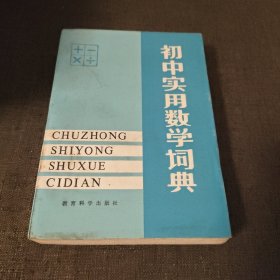 + −
× ÷
初中实用数学词典
CHUZHONG
SHIYONG
SHUXUE
CIDIAN
教育科学出版社